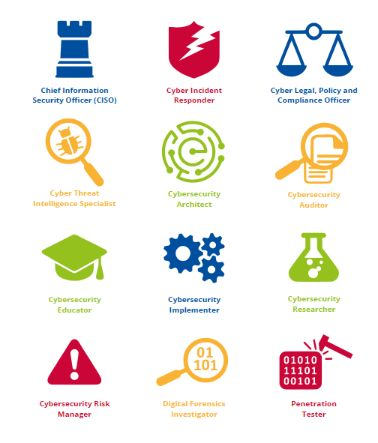 Chief Information
Security Officer (CISO)
Cyber Incident
Responder
Cyber Legal, Policy and
Compliance Officer
Cyber Threat
Intelligence Specialist
Cybersecurity
Architect
Cybersecurity
Auditor
Cybersecurity
Educator
Cybersecurity
Implementer
Cybersecurity
Researcher
01
101
01010
11101
00101
Cybersecurity Risk
Manager
Digital Forensics
Investigator
Penetration
Tester